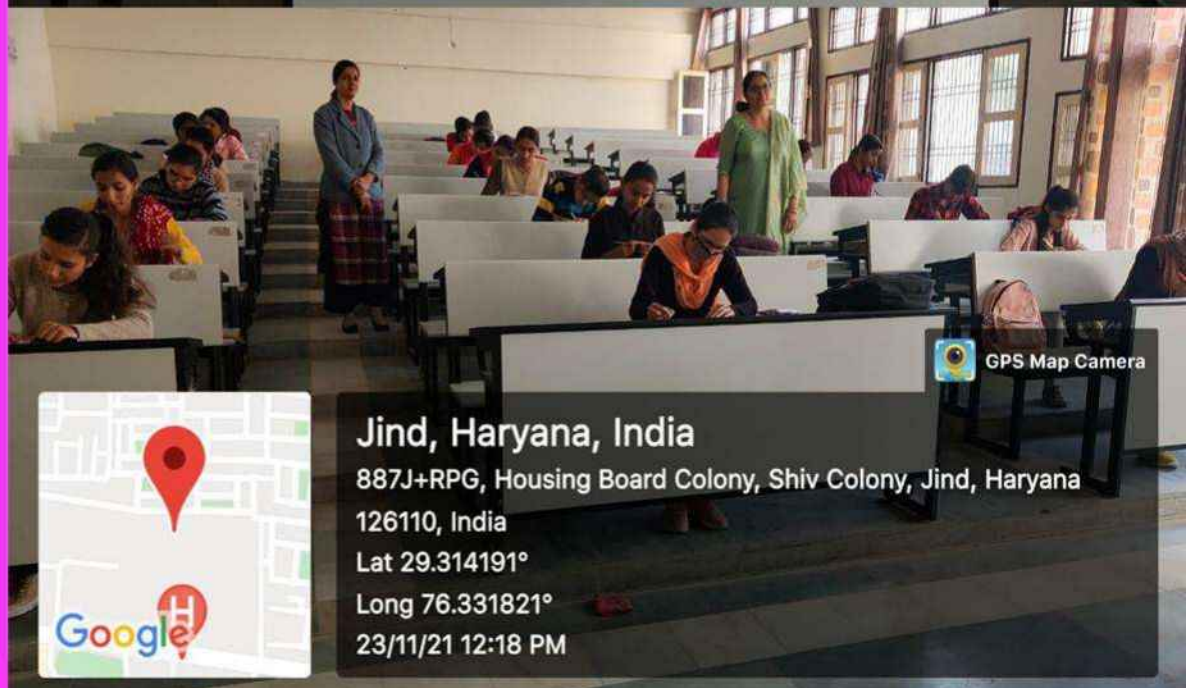 GPS Map Camera
Jind, Haryana, India
887J+RPG, Housing Board Colony, Shiv Colony, Jind, Haryana
126110, India
Lat 29.314191°
Long 76.331821°
23/11/21 12:18 PM
Google
H